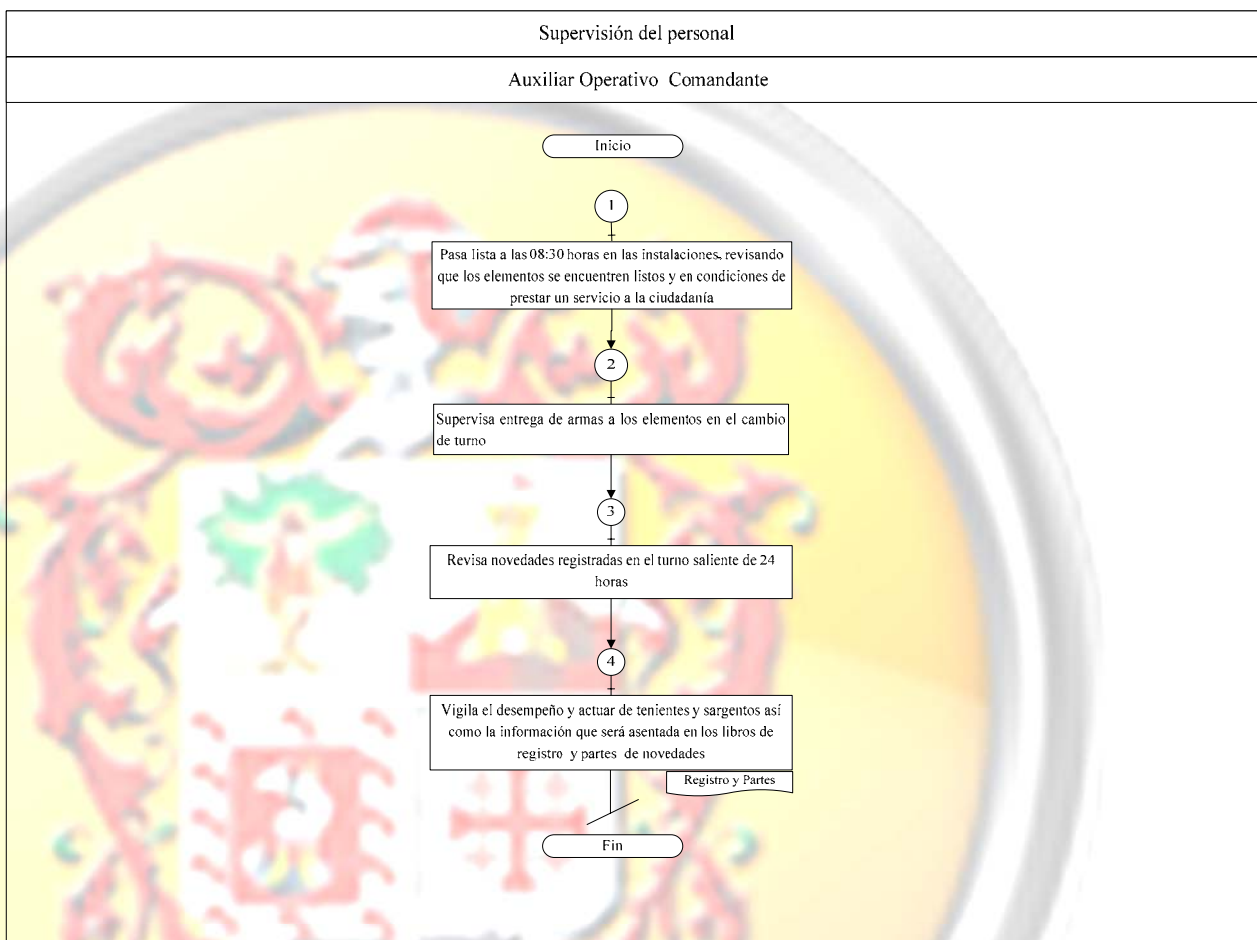 Supervisión del personal
Auxiliar Operativo Comandante
Inicio
1
Pasa lista a las 08:30 horas en las instalaciones, revisando
que los elementos se encuentren listos y en condiciones de
prestar un servicio a la ciudadanía
2
Supervisa entrega de armas a los elementos en el cambio
de turno
3
Revisa novedades registradas en el turno saliente de 24
horas
4
Vigila el desempeño y actuar de tenientes y sargentos así
como la información que será asentada en los libros de
registro y partes de novedades
Registro y Partes
Fin